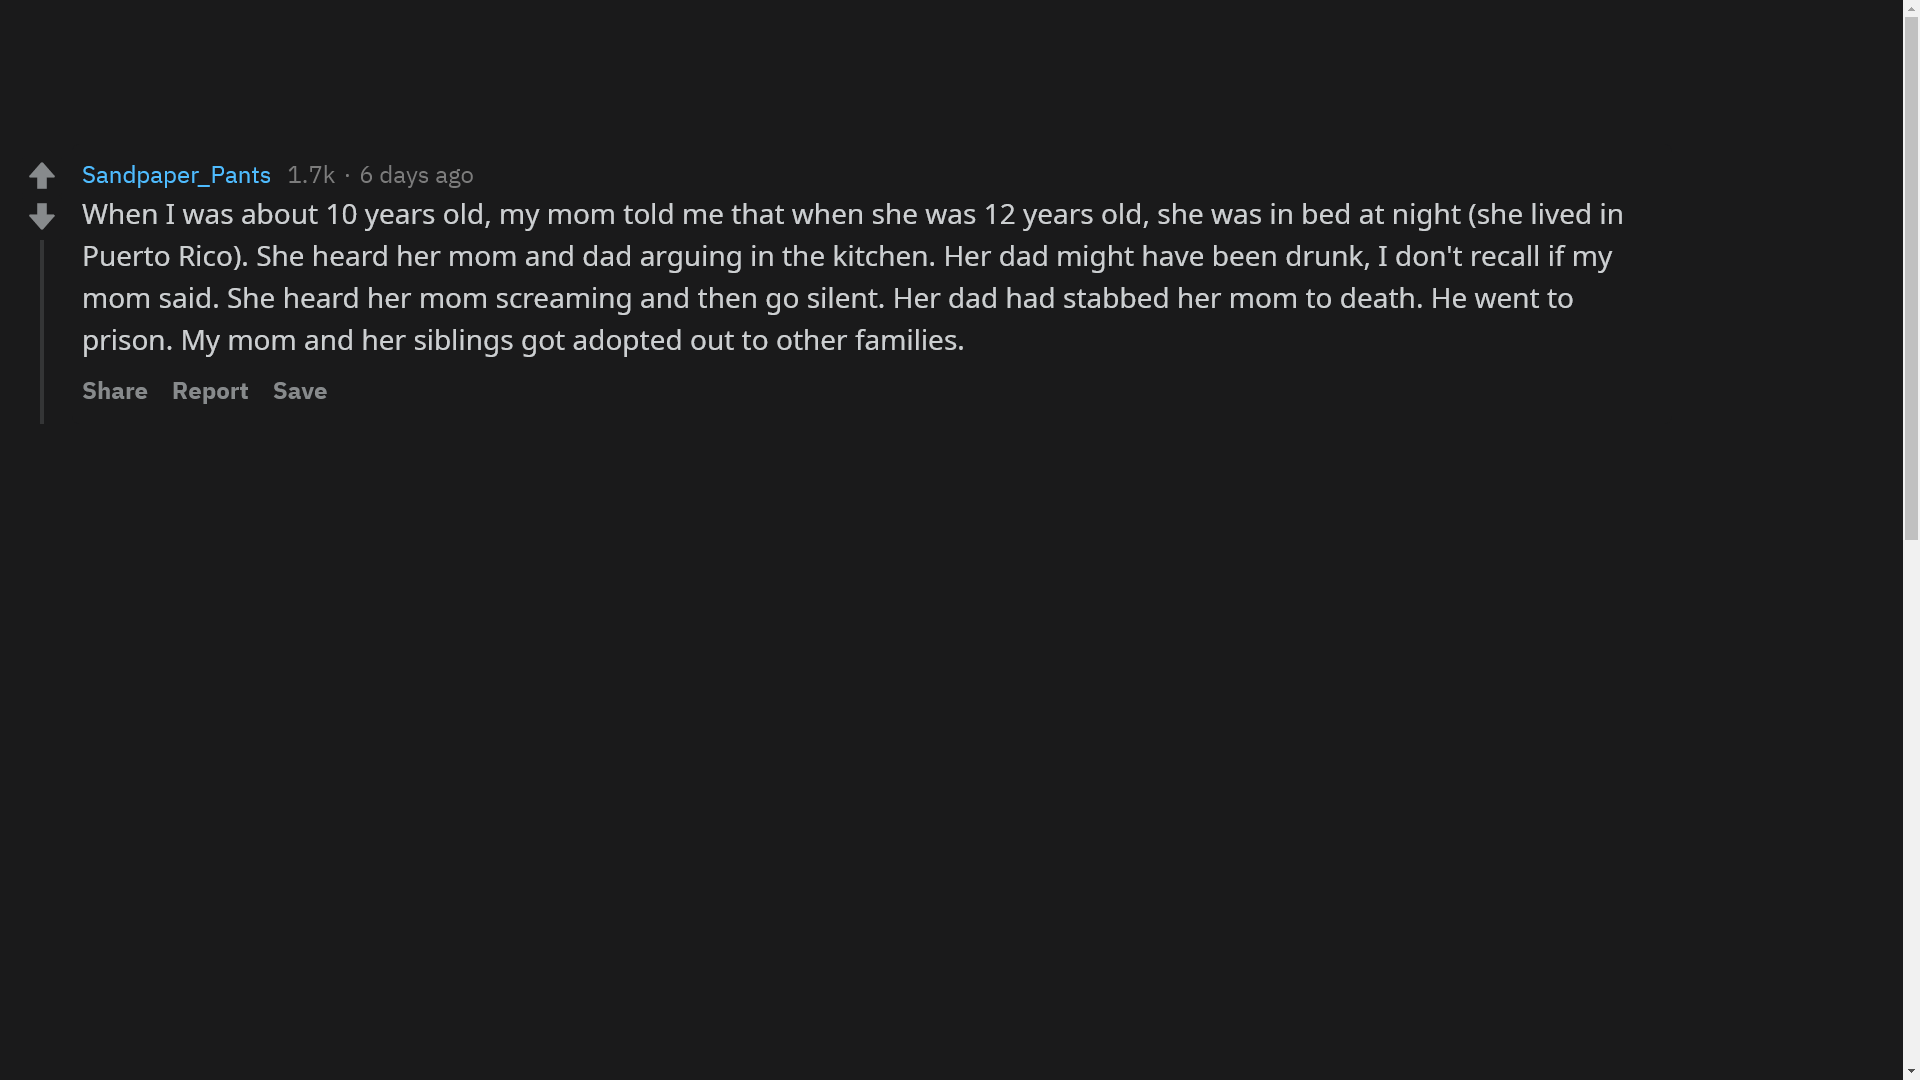 Sandpaper_Pants 1.7k · 6 days ago
When I was about 10 years old, my mom told me that when she was 12 years old, she was in bed at night (she lived in
Puerto Rico). She heard her mom and dad arguing in the kitchen. Her dad might have been drunk, I don't recall if my
mom said. She heard her mom screaming and then go silent. Her dad had stabbed her mom to death. He went to
prison. My mom and her siblings got adopted out to other families.
Share Report Save